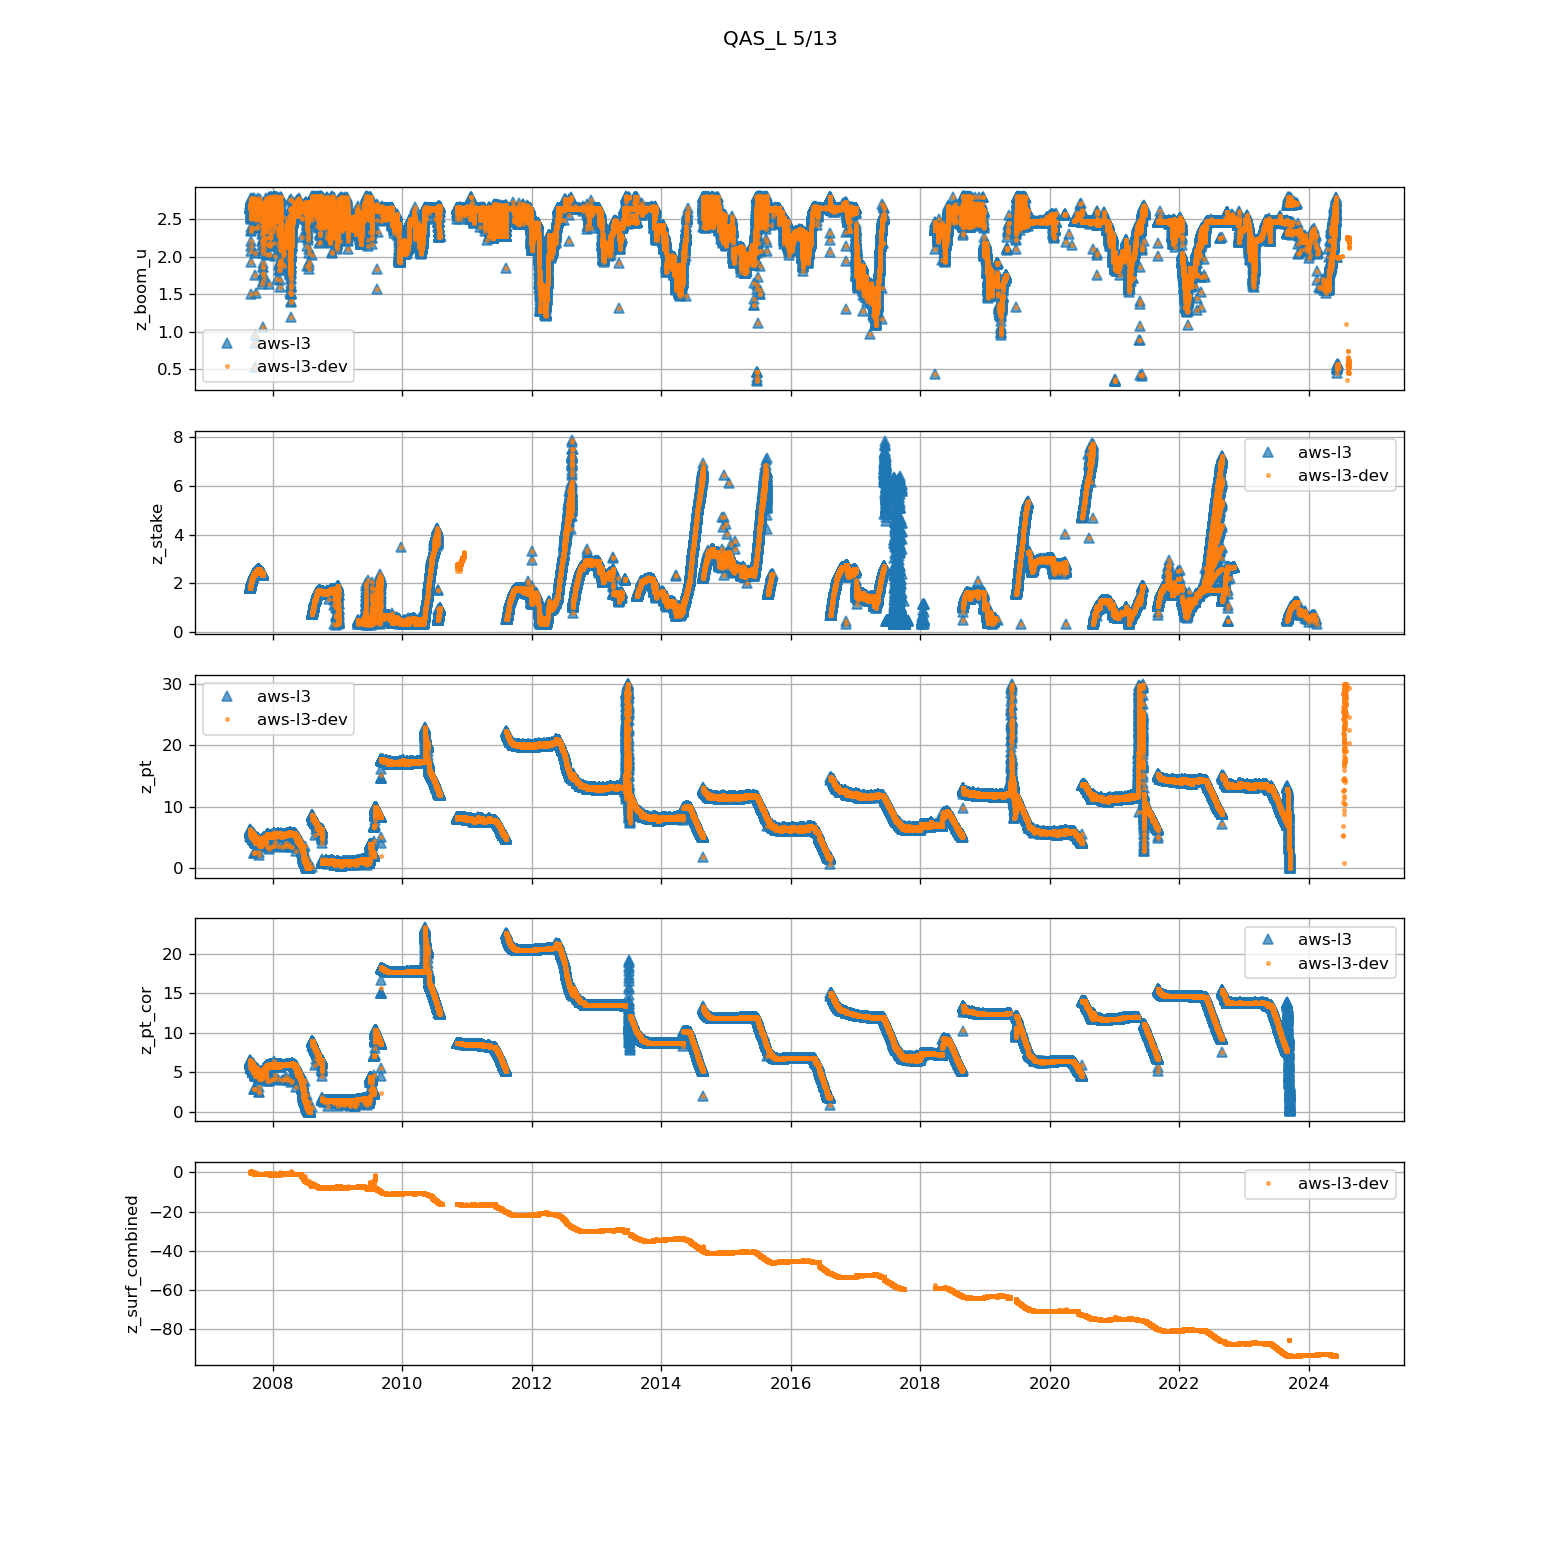 QAS_L 5/13
z_boom_u
2.5
2.0
1.5
1.0
0.5
aws-l3
aws-l3-dev
z_stake
8
6
4
2
0
aws-l3
aws-l3-dev
z_pt
30
20
10
0
aws-l3
aws-l3-dev
z_pt_cor
20
15
10
5
0
aws-l3
aws-l3-dev
z_surf_combined
0
−20
−40
−60
−80
aws-l3-dev
2008 2010 2012 2014 2016 2018 2020 2022 2024